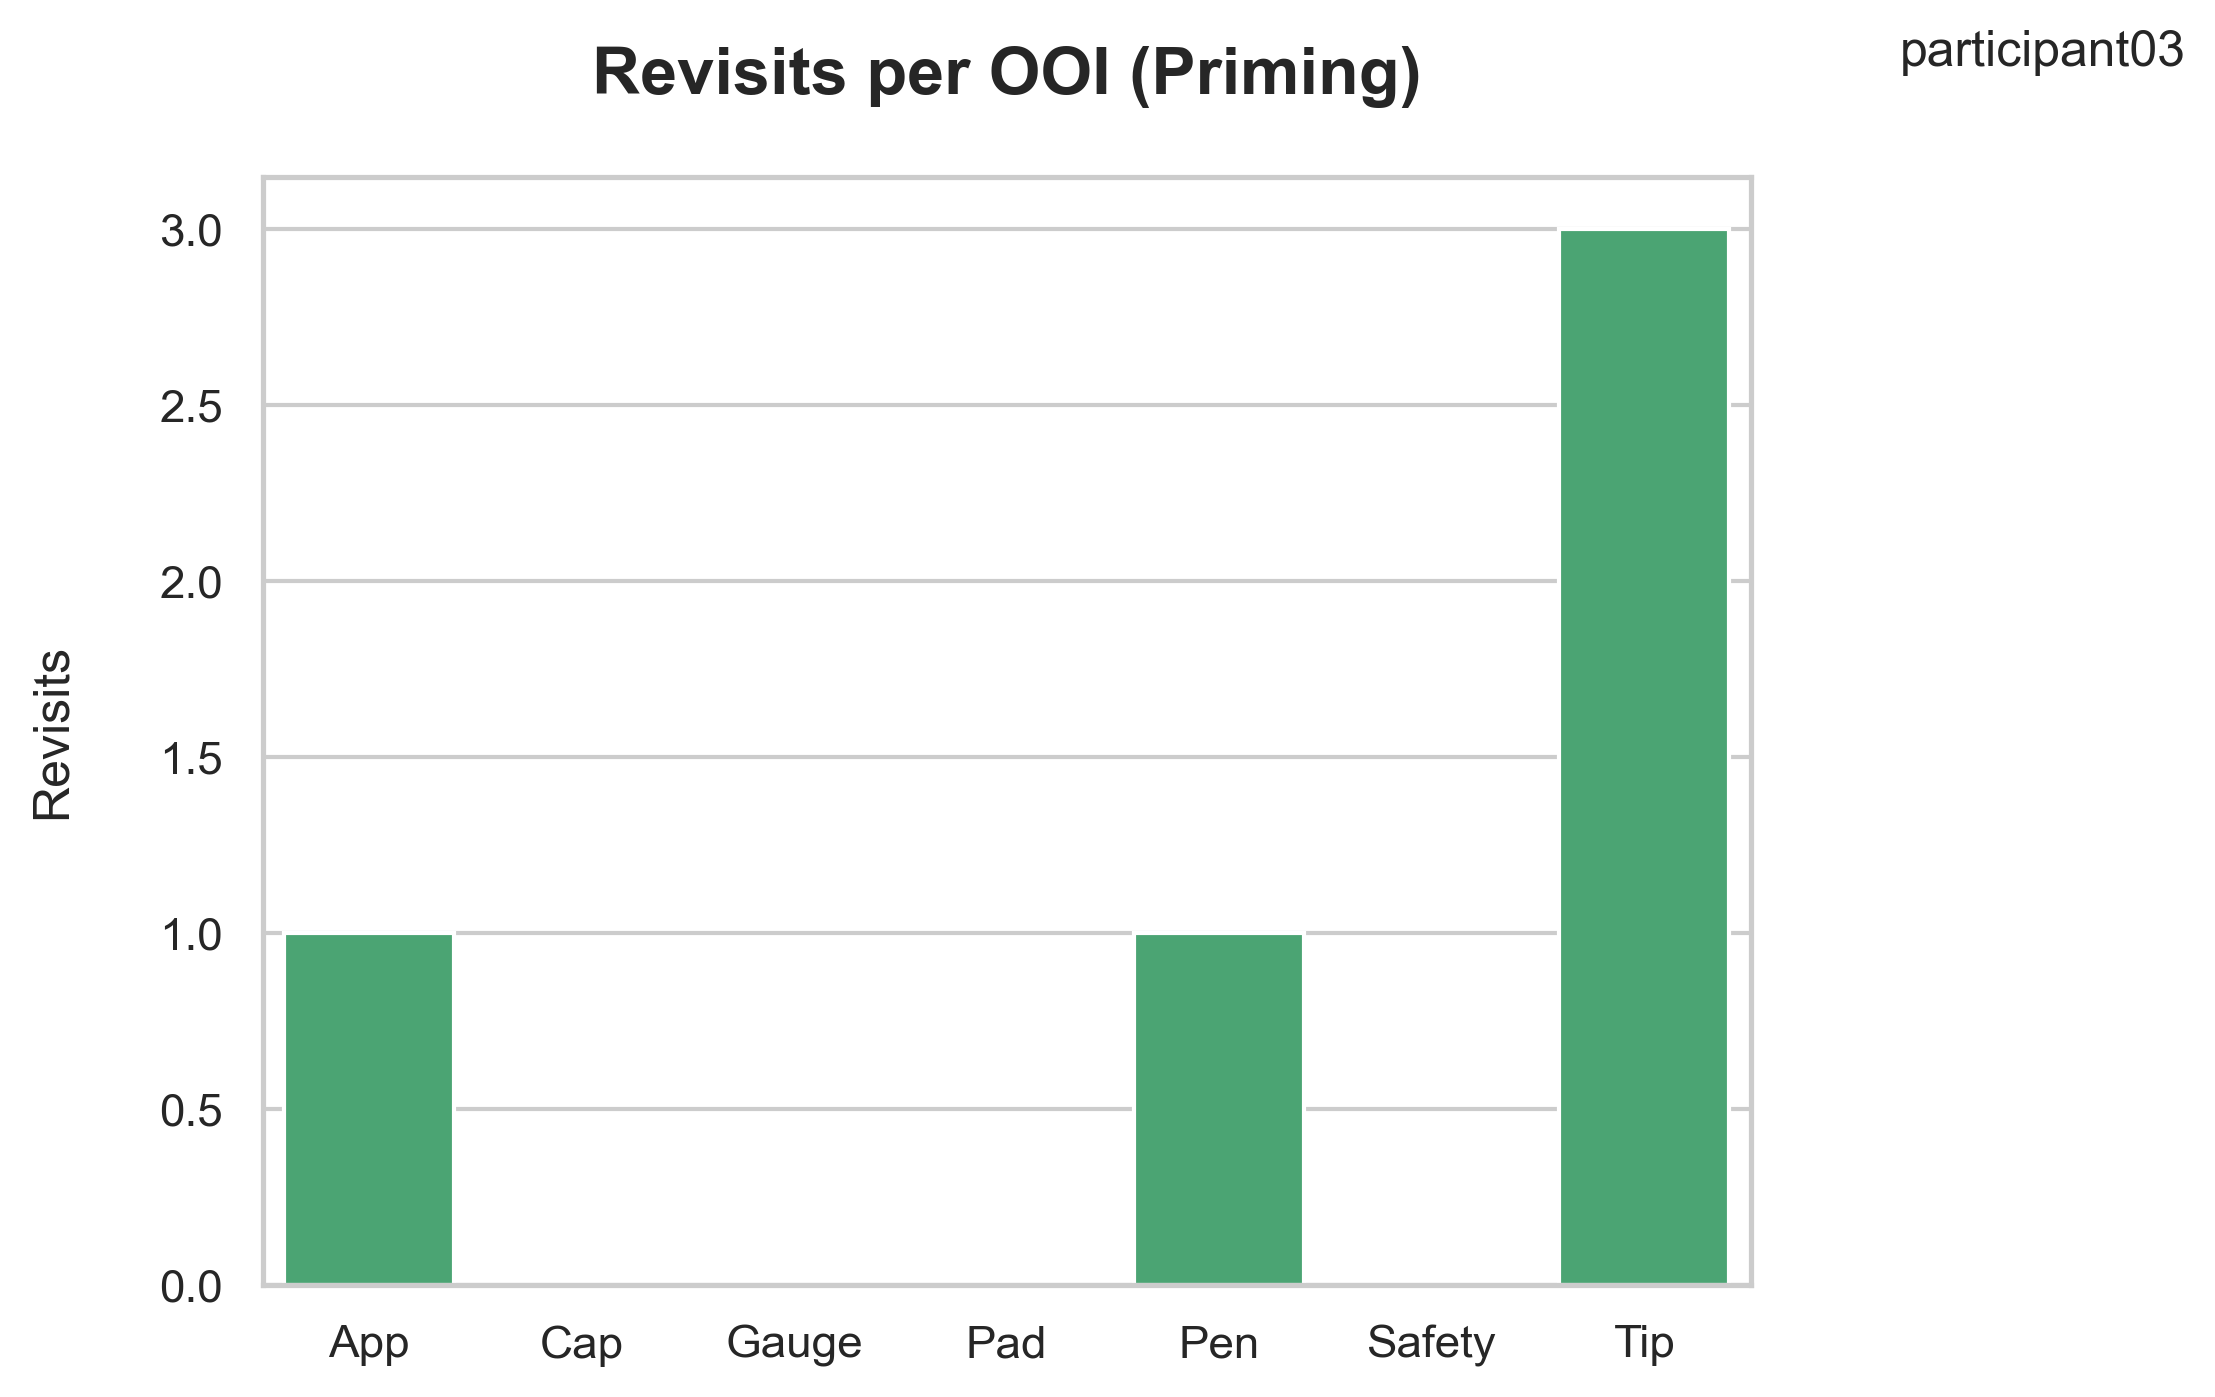 participant03
Revisits per OOI (Priming)
Revisits
3.0
2.5
2.0
1.5
1.0
0.5
0.0
App Cap Gauge Pad Pen Safety Tip